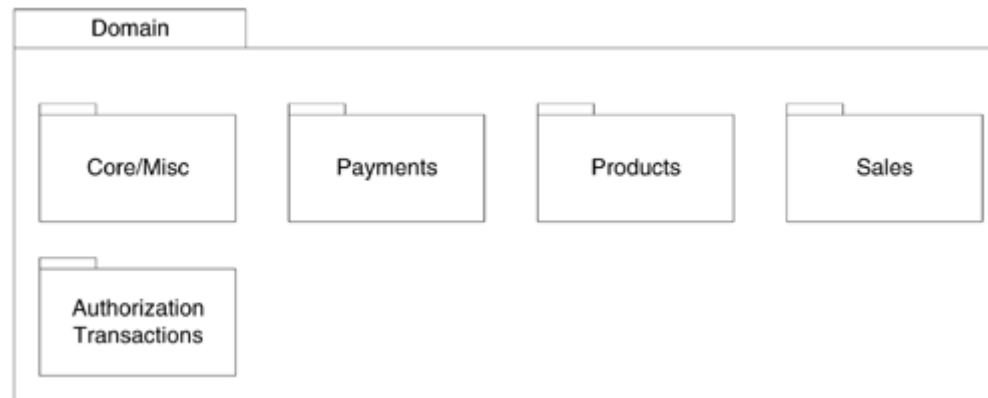 Domain
Core/Misc
Payments
Products
Sales
Authorization
Transactions